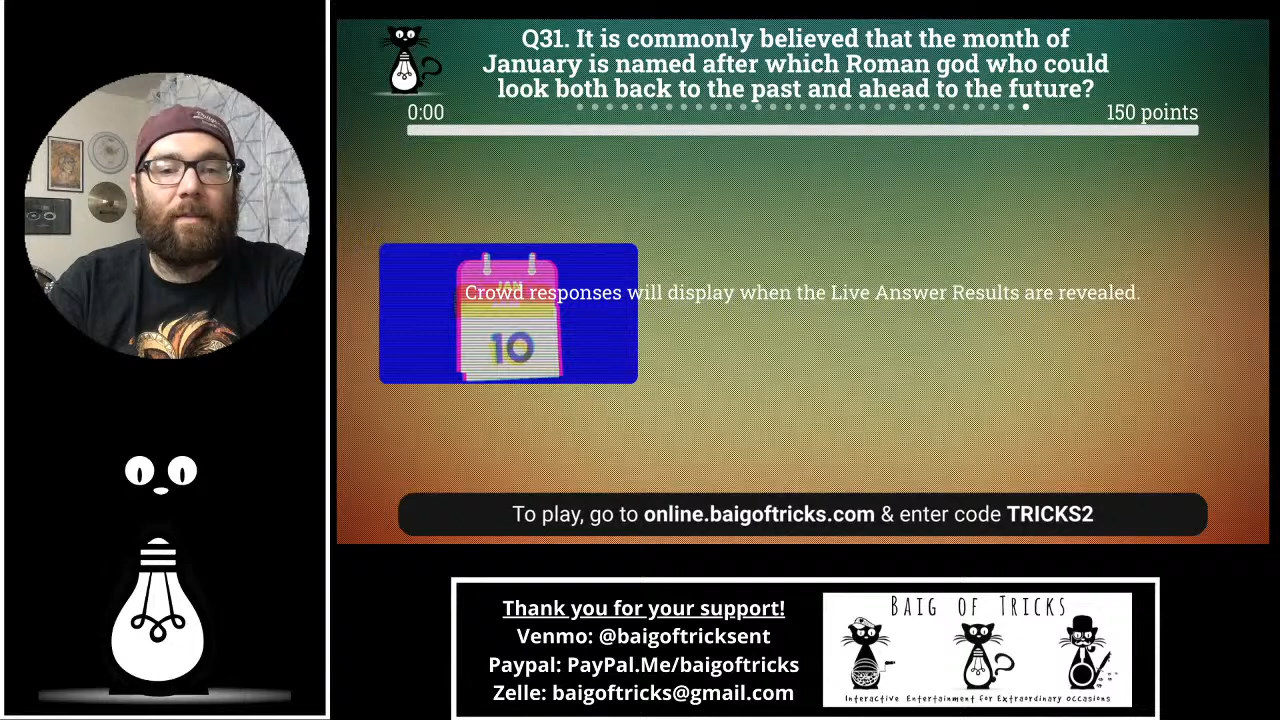 Q31. It is commonly believed that the month of
January is named after which Roman god who could
look both back to the past and ahead to the future?
0:00
150 points
JAN
10
Crowd responses will display when the Live Answer Results are revealed.
To play, go to online.baigoftricks.com & enter code TRICKS2
Thank you for your support!
Venmo: @baigoftricksent
Paypal: PayPal.Me/baigoftricks
Zelle: baigoftricks@gmail.com
BAIG OF TRICKS
Interactive Entertainment for Extraordinary occasions